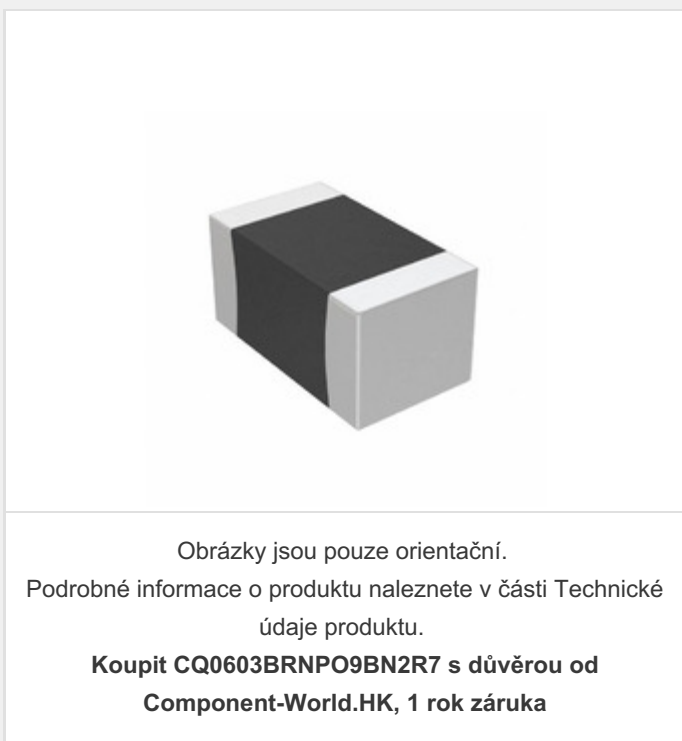 Obrázky jsou pouze orientační.
Podrobné informace o produktu naleznete v části Technické
údaje produktu.
Koupit CQ0603BRNPO9BN2R7 s důvěrou od
Component-World.HK, 1 rok záruka